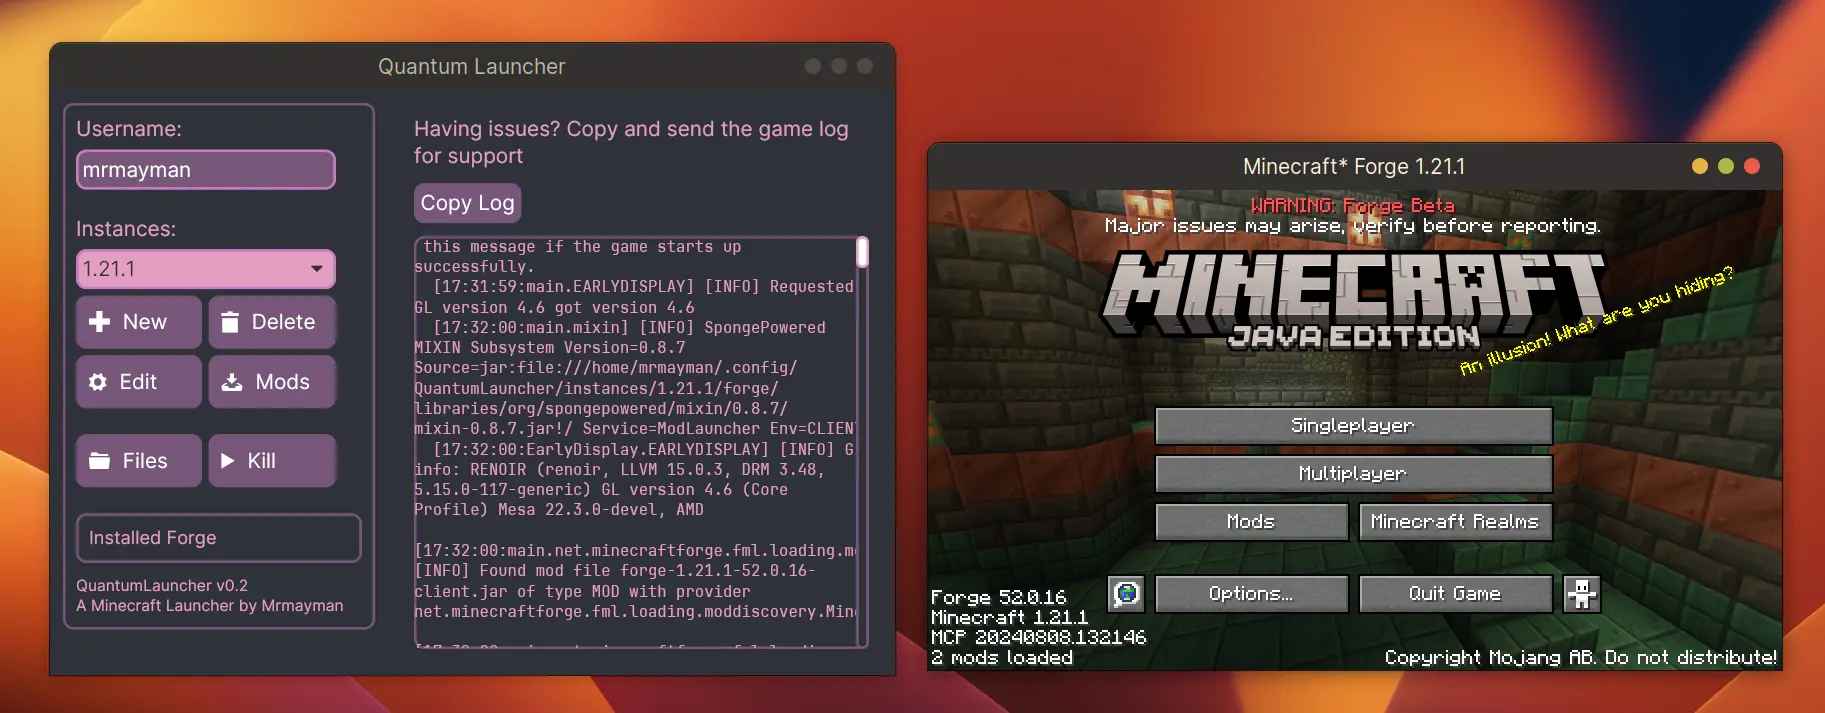 Quantum Launcher
Username:
mrmayman
Instances:
1.21.1
New
Delete
Edit
Mods
Files
Kill
Installed Forge
QuantumLauncher v0.2
A Minecraft Launcher by Mrmayman
Having issues? Copy and send the game log
for support
Copy Log
this message if the game starts up
successfully.
[17:31:59:main.EARLYDISPLAY] [INFO] Requested
GL version 4.6 got version 4.6
[17:32:00:main.mixin] [INFO] SpongePowered
MIXIN Subsystem Version=0.8.7
Source=jar:file:///home/mrmayman/.config/
QuantumLauncher/instances/1.21.1/forge/
libraries/org/spongepowered/mixin/0.8.7/
mixin-0.8.7.jar!/ Service=ModLauncher Env=CLIENT
[17:32:00:EarlyDisplay.EARLYDISPLAY] [INFO] G
info: RENOIR (renoir, LLVM 15.0.3, DRM 3.48,
5.15.0-117-generic) GL version 4.6 (Core
Profile) Mesa 22.3.0-devel, AMD
[17:32:00:main.net.minecraftforge.fml.loading.mo
[INFO] Found mod file forge-1.21.1-52.0.16-
client.jar of type MOD with provider
net.minecraftforge.fml.loading.moddiscovery.Mine
Minecraft* Forge 1.21.1
WARNING: Forge Beta
Major issues may arise, verify before reporting.
MINECRAFT
JAVA EDITION
An illusion! What are you hiding?
Singleplayer
Multiplayer
Mods
Minecraft Realms
Options...
Quit Game
Forge 52.0.16
Minecraft 1.21.1
MCP 20240808.132146
2 mods loaded
Copyright Mojang AB. Do not distribute!